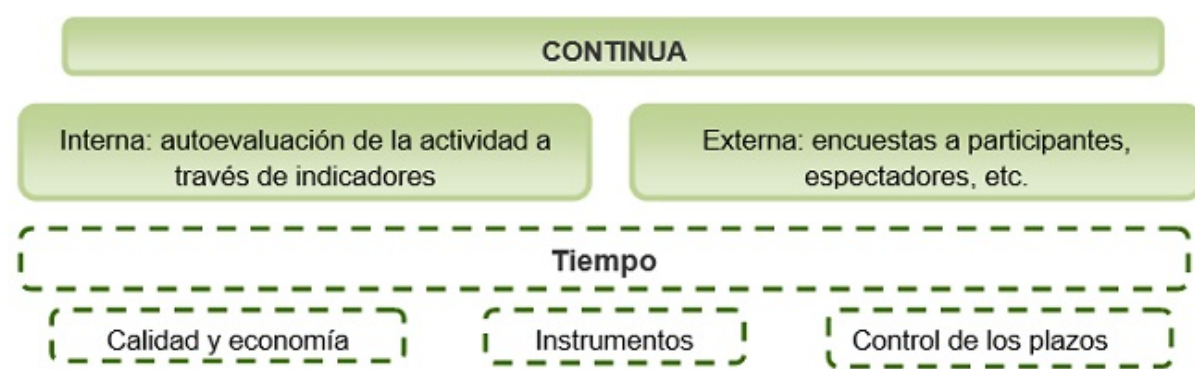 CONTINUA
Interna: autoevaluación de la actividad a
través de indicadores
Externa: encuestas a participantes,
espectadores, etc.
Tiempo
Calidad y economía
Instrumentos
Control de los plazos